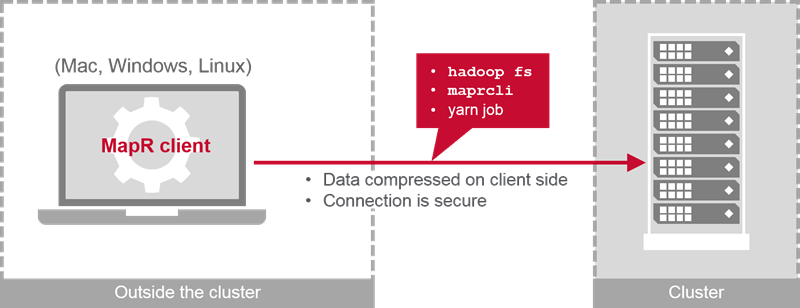 (Mac, Windows, Linux)
MapR client
• hadoop fs
• maprcli
• yarn job
• Data compressed on client side
• Connection is secure
Outside the cluster
Cluster